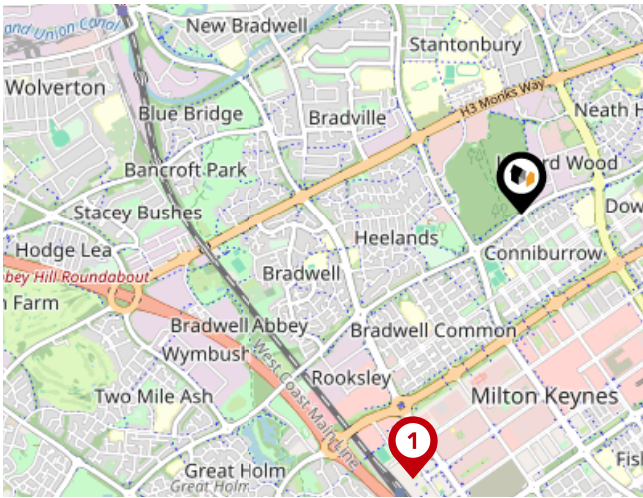 and Union Canal
New Bradwell
Stantonbury
Wolverton
H3 Monks Way
Blue Bridge
Bradville
Neath H
Bancroft Park
rd Wood
Stacey Bushes
Dow
Heelands
Hodge Lea
Conniburrow
bey Hill Roundabout
Bradwell
n Farm
Bradwell Abbey
Bradwell Common
Wymbush
West Coast Main Line
Rooksley
Two Mile Ash
Milton Keynes
1
Fis
Great Holm
Great Holm